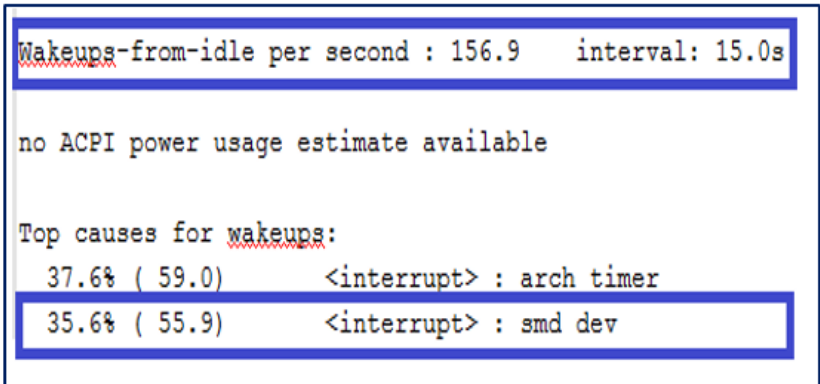 Wakeups-from-idle per second : 156.9    interval: 15.0s
no ACPI power usage estimate available
Top causes for wakeups:
37.6% ( 59.0)       <interrupt> : arch timer
35.6% ( 55.9)       <interrupt> : smd dev